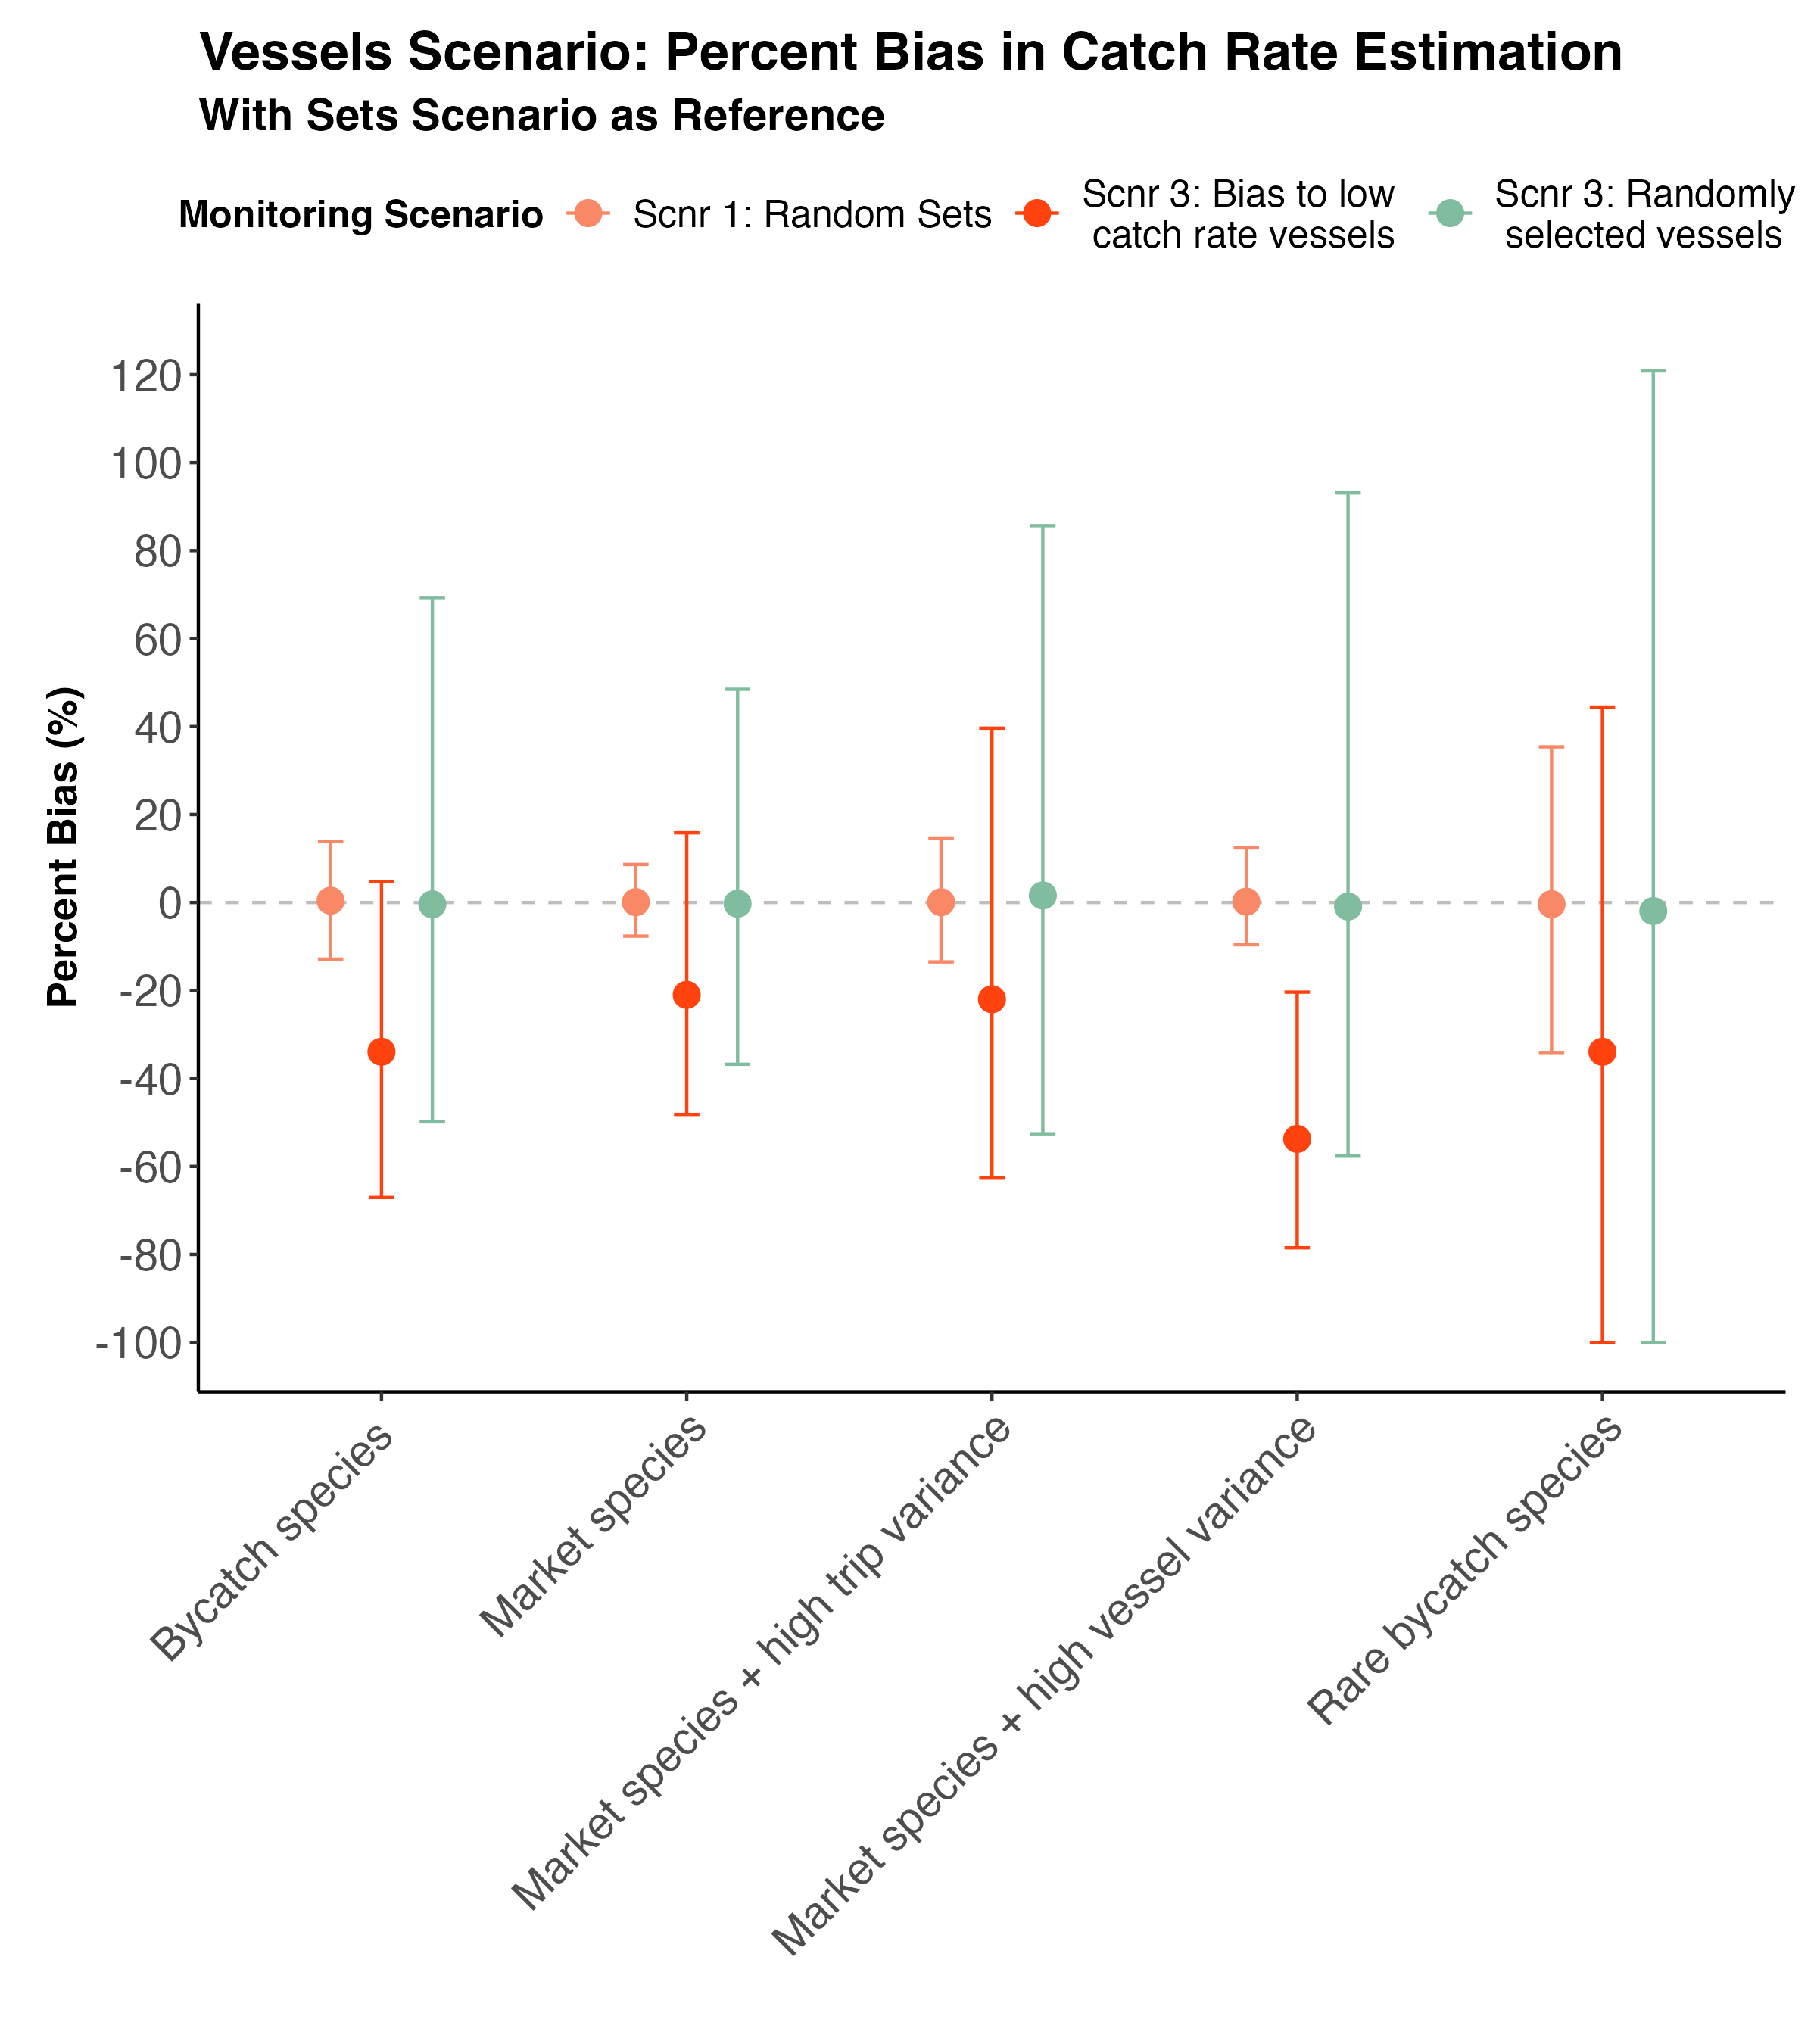 Vessels Scenario: Percent Bias in Catch Rate Estimation
With Sets Scenario as Reference
Monitoring Scenario
Scnr 1: Random Sets
Scnr 3: Bias to low
catch rate vessels
Scnr 3: Randomly
selected vessels
Percent Bias (%)
120
100
80
60
40
20
0
-20
-40
-60
-80
-100
Bycatch species
Market species
Market species + high trip variance
Market species + high vessel variance
Rare bycatch species